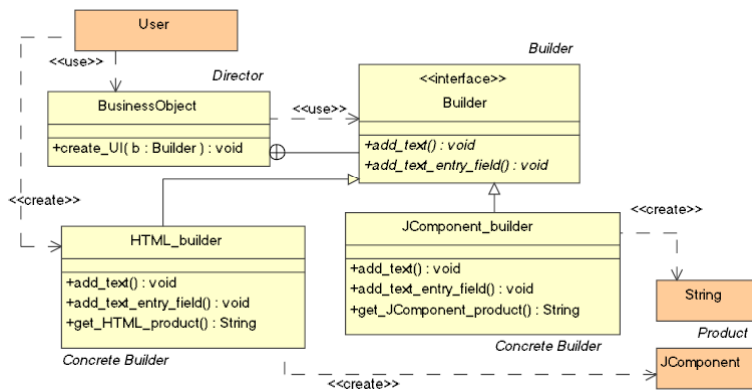 User
<<use>>
Builder
Director
<<interface>>
Builder
BusinessObject
<<use>>
+create_UI( b : Builder ) : void
+add_text() : void
+add_text_entry_field() : void
<<create>>
<<create>>
HTML_builder
JComponent_builder
+add_text() : void
+add_text_entry_field() : void
+get_HTML_product() : String
+add_text() : void
+add_text_entry_field() : void
+get_JComponent_product() : String
String
Product
Concrete Builder
Concrete Builder
JComponent
<<create>>